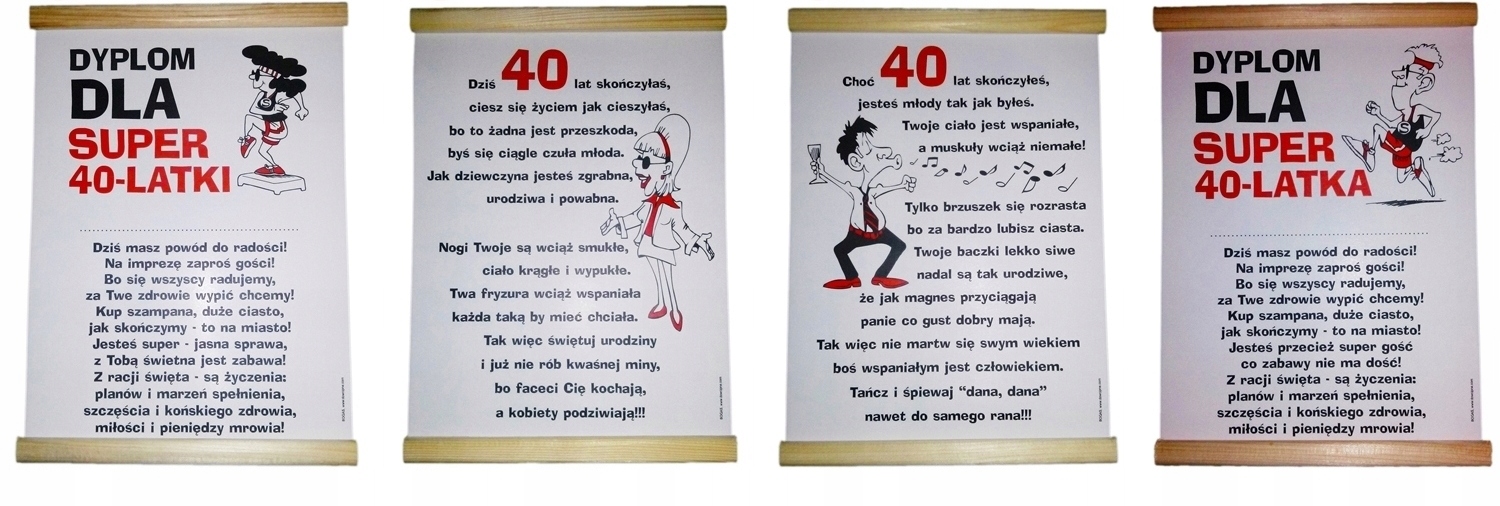 DYPLOM
DLA
SUPER
40-LATKI
Dziś masz powód do radości!
Na imprezę zaproś gości!
Bo się wszyscy radujemy,
za Twe zdrowie wypić chcemy!
Kup szampana, duże ciasto,
jak skończymy - to na miasto!
Jesteś super - jasna sprawa,
z Tobą świetna jest zabawa!
Z racji święta - są życzenia:
planów i marzeń spełnienia,
szczęścia i końskiego zdrowia,
miłości i pieniędzy mrowia!
Dziś 40 lat skończyłaś,
ciesz się życiem jak cieszyłaś,
bo to żadna jest przeszkoda,
byś się ciągle czuła młoda.
Jak dziewczyna jesteś zgrabna,
urodziwa i powabna.
Nogi Twoje są wciąż smukłe,
ciało krągłe i wypukłe.
Twa fryzura wciąż wspaniała
każda taką by mieć chciała.
Tak więc świętuj urodziny
i już nie rób kwaśnej miny,
bo faceci Cię kochają,
a kobiety podziwiają!!!
Choć 40 lat skończyłeś,
jesteś młody tak jak byłeś.
Twoje ciało jest wspaniałe,
a muskuły wciąż niemałe!
Tylko brzuszek się rozrasta
bo za bardzo lubisz ciasta.
Twoje baczki lekko siwe
nadal są tak urodziwe,
że jak magnes przyciągają
panie co gust dobry mają.
Tak więc nie martw się swym wiekiem
boś wspaniałym jest człowiekiem.
Tańcz i śpiewaj “dana, dana”
nawet do samego rana!!!
DYPLOM
DLA
SUPER
40-LATKA
Dziś masz powód do radości!
Na imprezę zaproś gości!
Bo się wszyscy radujemy,
za Twe zdrowie wypić chcemy!
Kup szampana, duże ciasto,
jak skończymy - to na miasto!
Jesteś przecież super gość
co zabawy nie ma dość!
Z racji święta - są życzenia:
planów i marzeń spełnienia,
szczęścia i końskiego zdrowia,
miłości i pieniędzy mrowia!